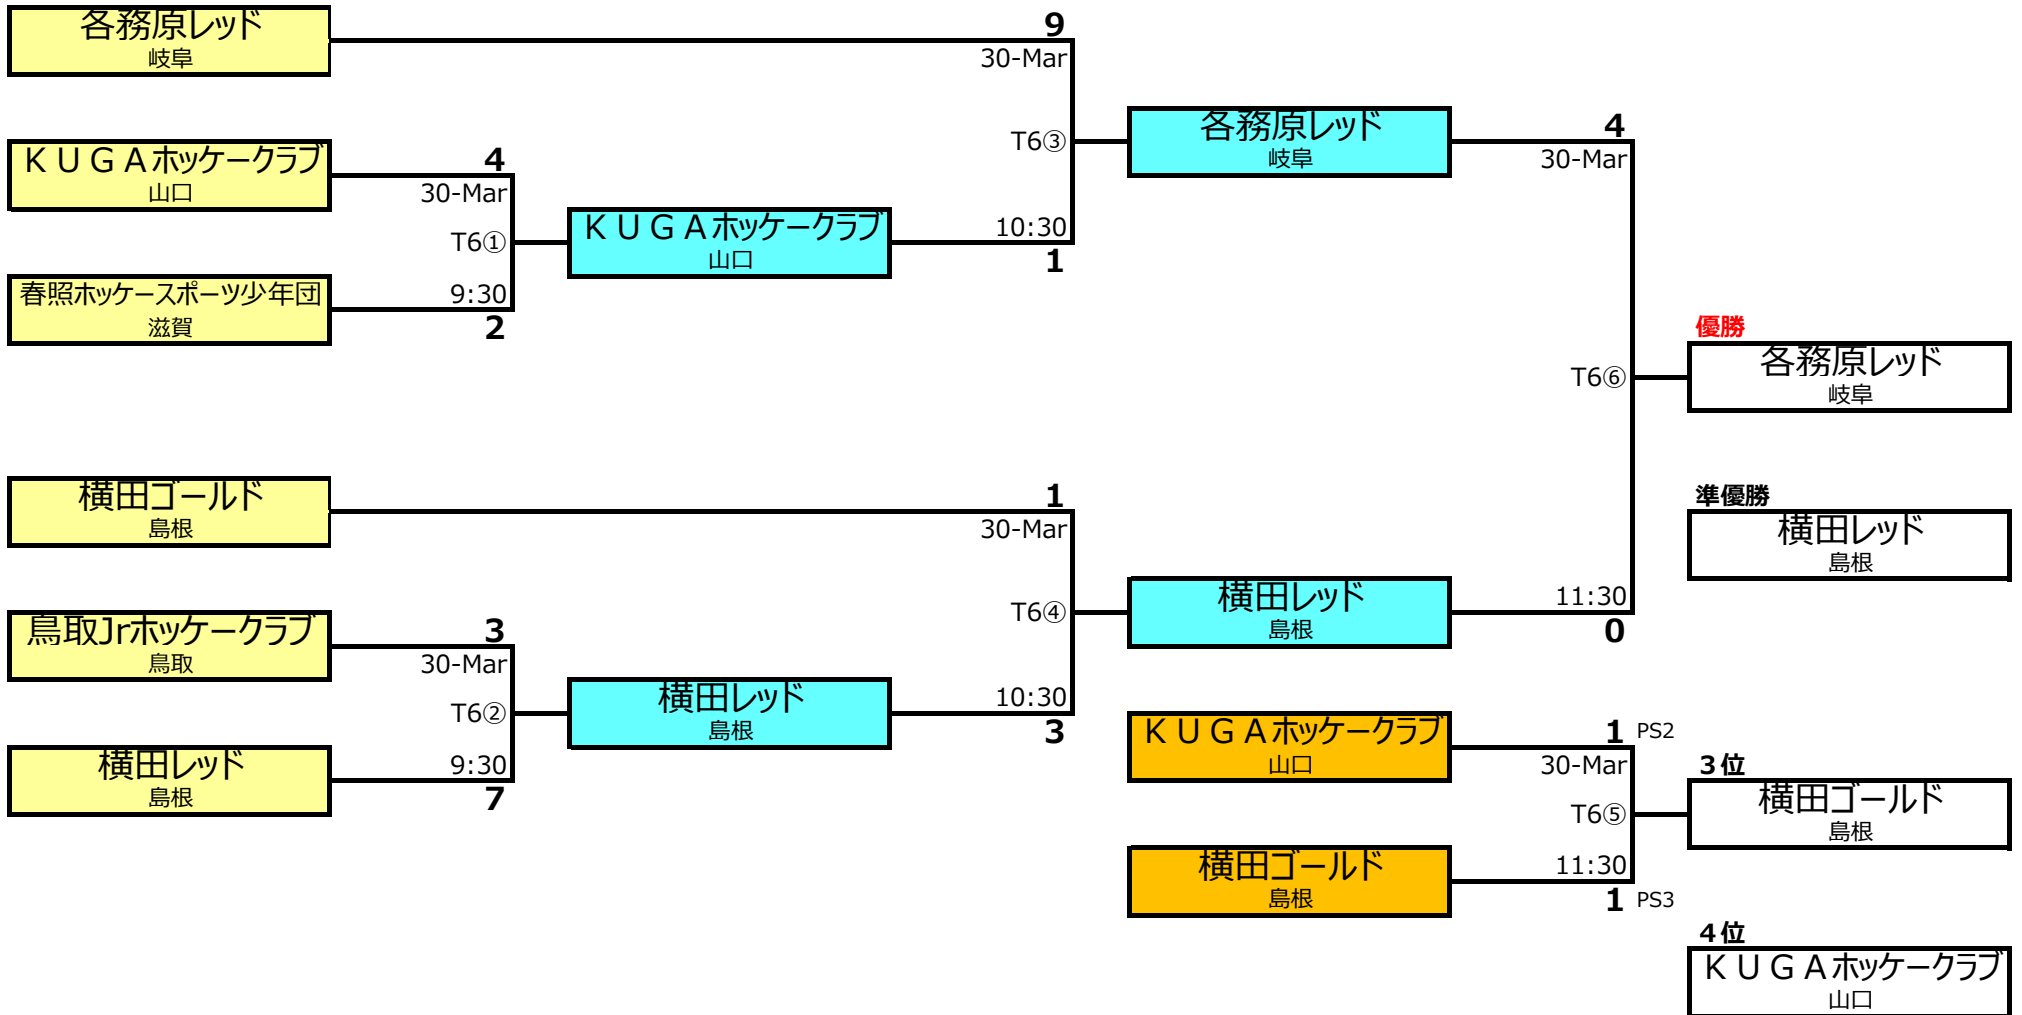 各務原レッド
岐阜
9
30-Mar
T6③
各務原レッド
岐阜
4
30-Mar
ＫＵＧＡホッケークラブ
山口
4
30-Mar
T6①
ＫＵＧＡホッケークラブ
山口
10:30
1
春照ホッケースポーツ少年団
滋賀
9:30
2
優勝
各務原レッド
岐阜
T6⑥
横田ゴールド
島根
1
30-Mar
準優勝
横田レッド
島根
T6④
横田レッド
島根
11:30
0
鳥取Jrホッケークラブ
鳥取
3
30-Mar
T6②
横田レッド
島根
10:30
3
横田レッド
島根
9:30
7
ＫＵＧＡホッケークラブ
山口
1 PS2
30-Mar
T6⑤
３位
横田ゴールド
島根
横田ゴールド
島根
11:30
1 PS3
４位
ＫＵＧＡホッケークラブ
山口